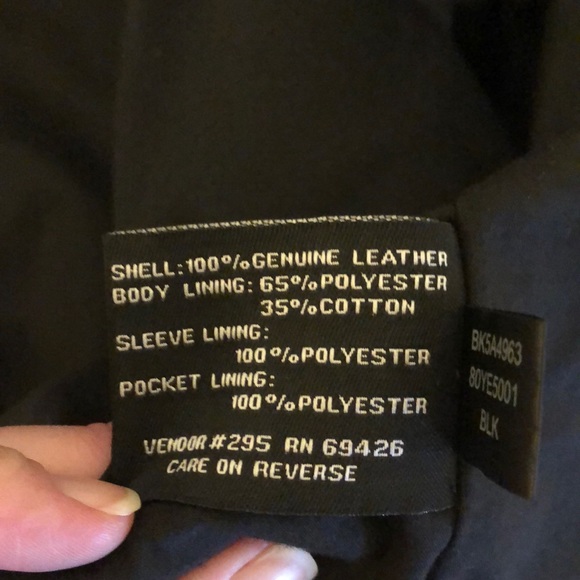 SHELL:100%GENUINE LEATHER
BODY LINING: 65%POLYESTER
35%COTTON
SLEEVE LINING:
100%POLYESTER
POCKET LINING:
100%POLYESTER
VENDOR #295 RN 69426
CARE ON REVERSE
BK5A4963
80YE5001
BLK